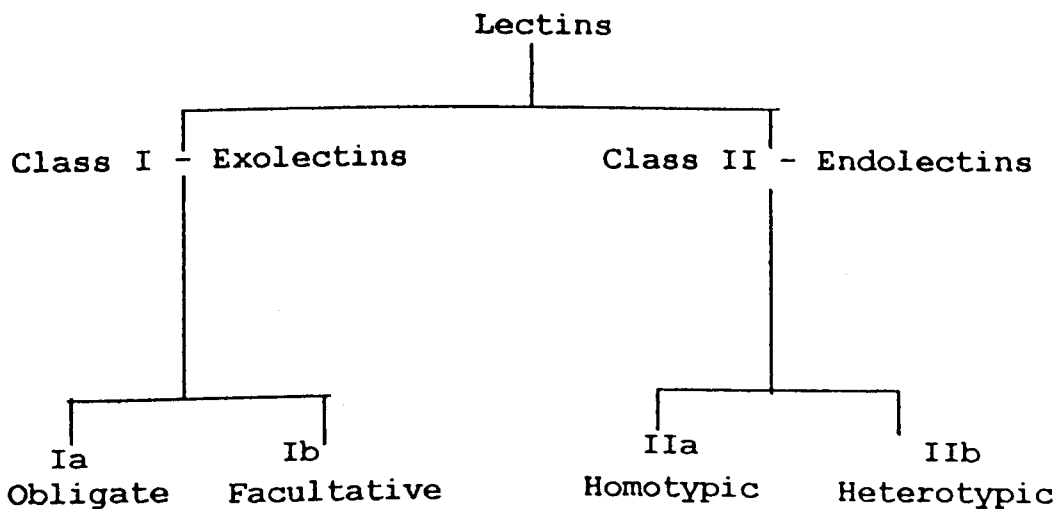 Lectins
Class I - Exolectins
Class II - Endolectins
Ia
Obligate
Ib
Facultative
IIa
Homotypic
IIb
Heterotypic